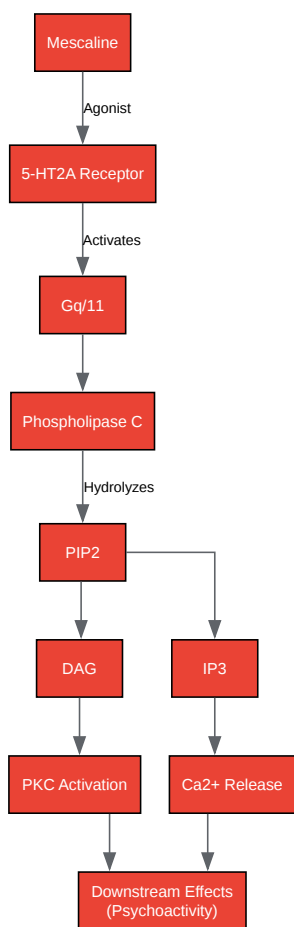 Mescaline
Agonist
5-HT2A Receptor
Activates
Gq/11
Phospholipase C
Hydrolyzes
PIP2
DAG
IP3
PKC Activation
Ca2+ Release
Downstream Effects
(Psychoactivity)